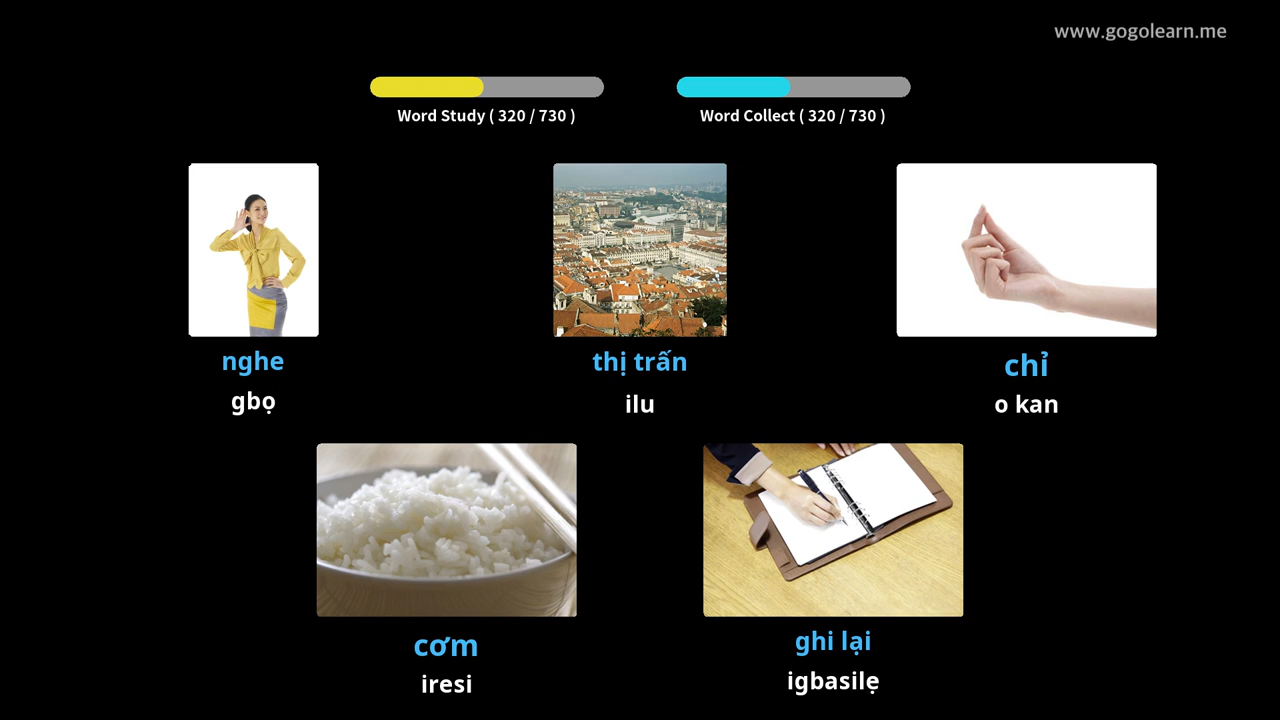 www.gogolearn.me
Word Study ( 320 / 730 )
Word Collect ( 320 / 730 )
nghe
gbọ
thị trấn
ilu
chỉ
o kan
cơm
iresi
ghi lại
igbasilẹ